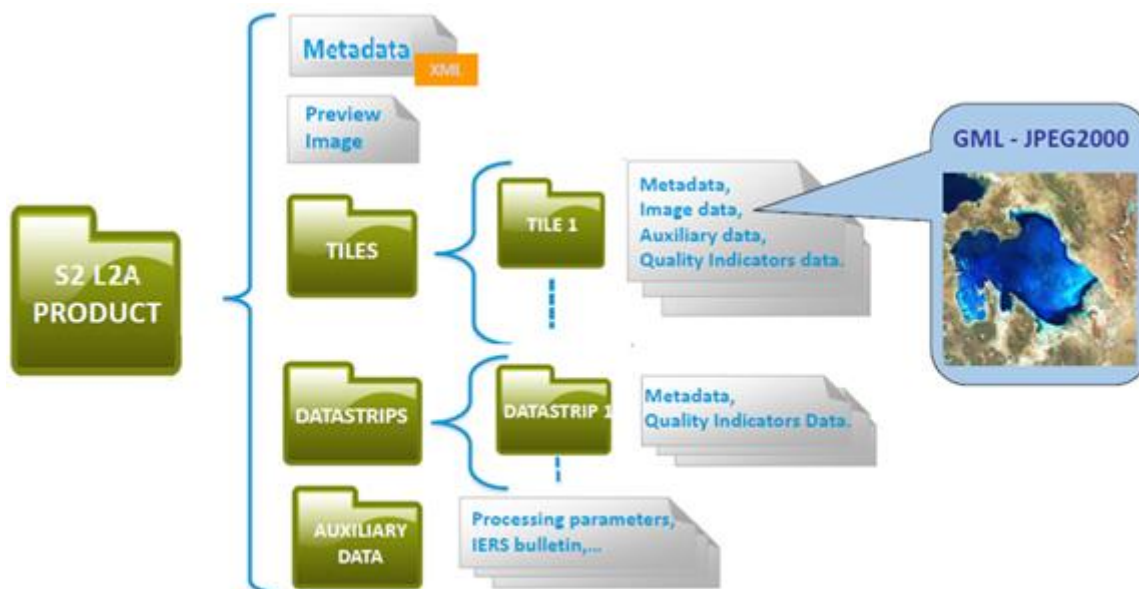 S2 L2A
PRODUCT
Metadata
XML
Preview
Image
TILES
TILE 1
Metadata,
Image data,
Auxiliary data,
Quality Indicators data.
GML - JPEG2000
DATASTRIPS
DATASTRIP 1
Metadata,
Quality Indicators Data.
AUXILIARY
DATA
Processing parameters,
IERS bulletin,...